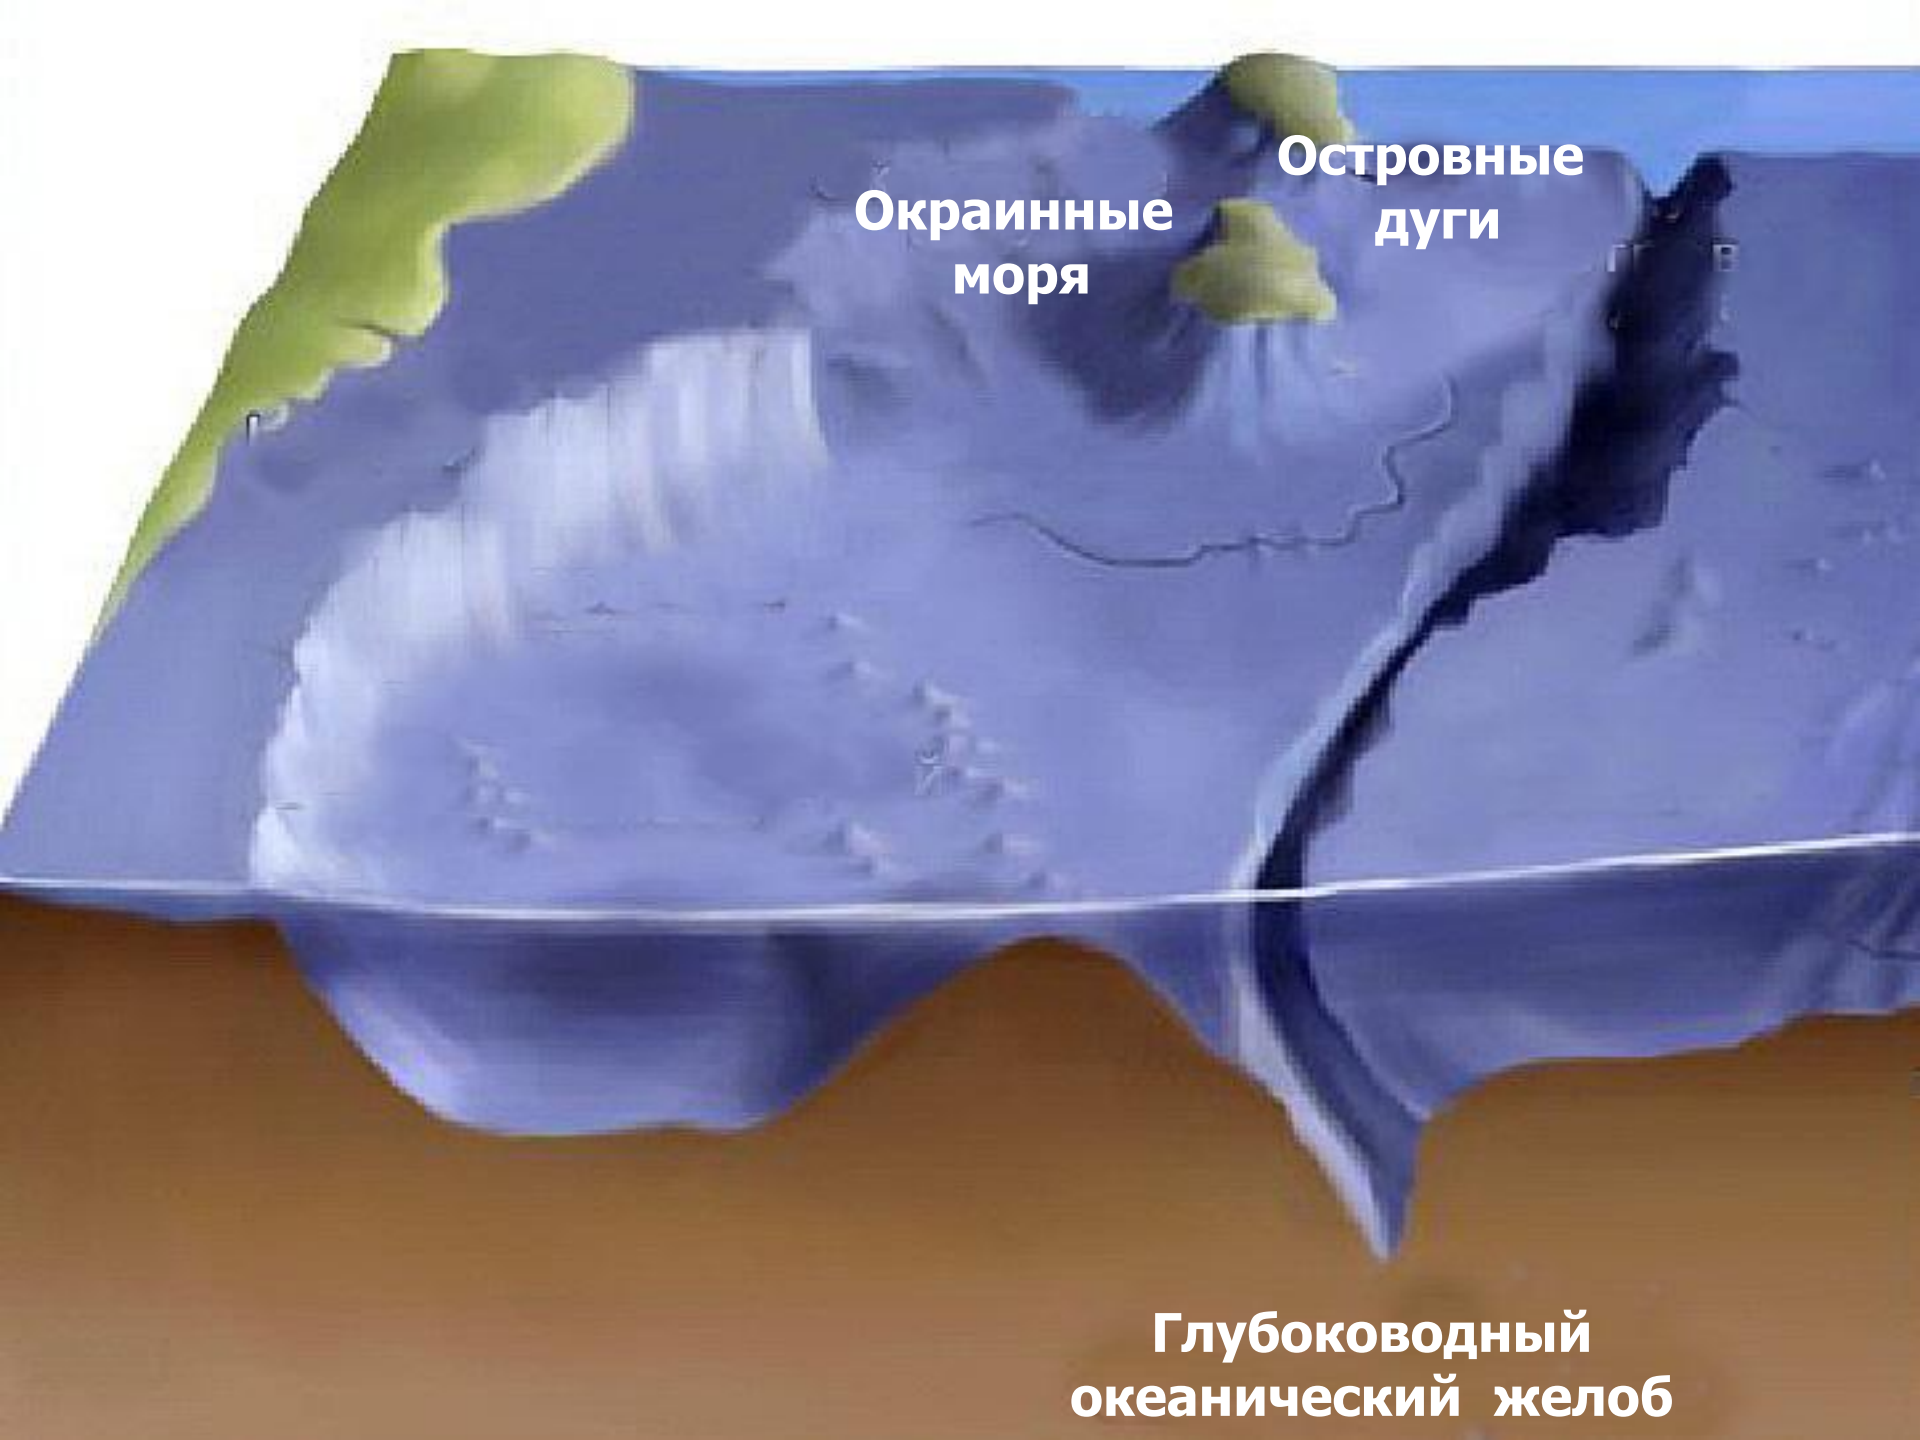 Островные
дуги
Окраинные
моря
Глубоководный
океанический желоб